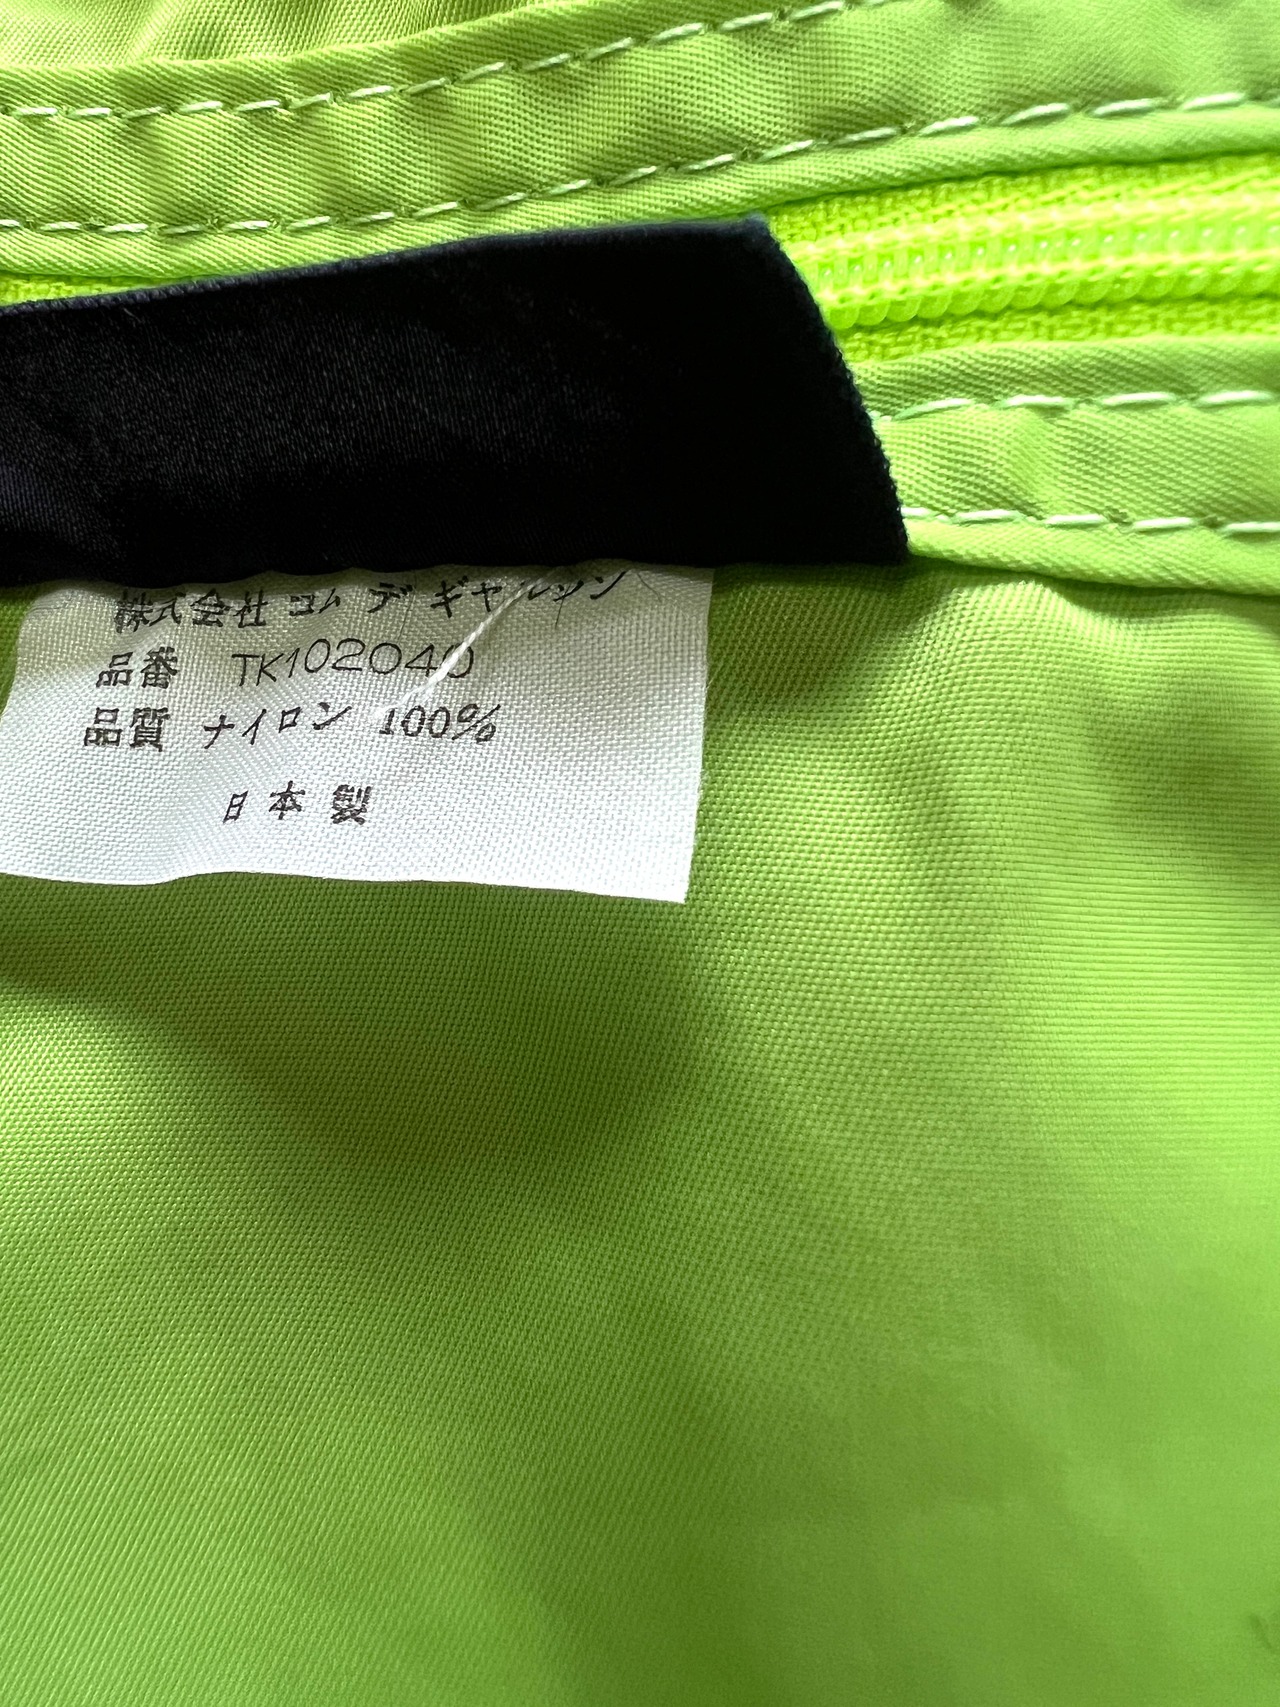 株式会社 コム デ ギャルソン
品番 TK102040
品質 ナイロン 100%
日本製